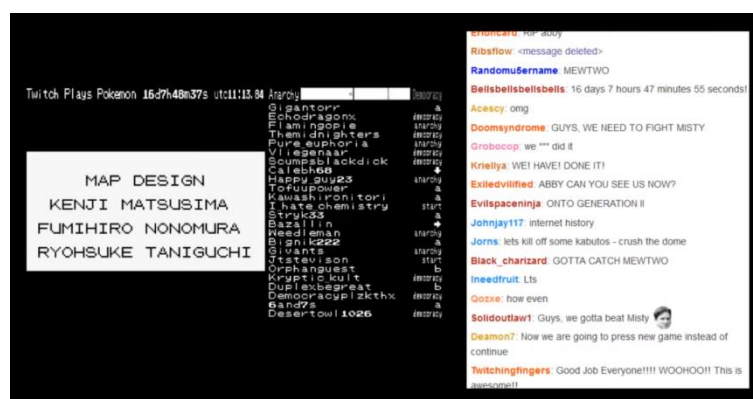 Twitch Plays Pokemon 16d7h48m37s utc11:13.84
MAP DESIGN
KENJI MATSUSIMA
FUMIHIRO NONOMURA
RYOHSUKE TANIGUCHI
Anarchy Democracy
Gigantorr a
Echodragonx democracy
Flamingopie anarchy
Themidnighters democracy
Pure_euphoria anarchy
Vliegenaar democracy
Scumpsblackdick democracy
Calebh68 ⬇
Happy_guy23 anarchy
Tofuupower a
Kawashironitori a
I_hate_chemistry start
Stryk33 a
Bazallin ➡
Weedleman anarchy
Bignik222 a
Givants anarchy
Jtstevison start
Orphanguest b
Kryptic_kult democracy
Duplexbegreat b
Democracyplzkthx democracy
6and7s a
Desertowl1026 democracy
Erioncard: RIP abby
Ribsflow: <message deleted>
Randomu5ername: MEWTWO
Bellsbellsbellsbells: 16 days 7 hours 47 minutes 55 seconds!
Acescy: omg
Doomsyndrome: GUYS, WE NEED TO FIGHT MISTY
Grobocop: we *** did it
Kriellya: WE! HAVE! DONE IT!
Exiledvilified: ABBY CAN YOU SEE US NOW?
Evilspaceninja: ONTO GENERATION II
Johnjay117: internet history
Jorns: lets kill off some kabutos - crush the dome
Black_charizard: GOTTA CATCH MEWTWO
Ineedfruit: Lts
Qozxe: how even
Solidoutlaw1: Guys, we gotta beat Misty
Deamon7: Now we are going to press new game instead of
continue
Twitchingfingers: Good Job Everyone!!!! WOOHOO!! This is
awesome!!